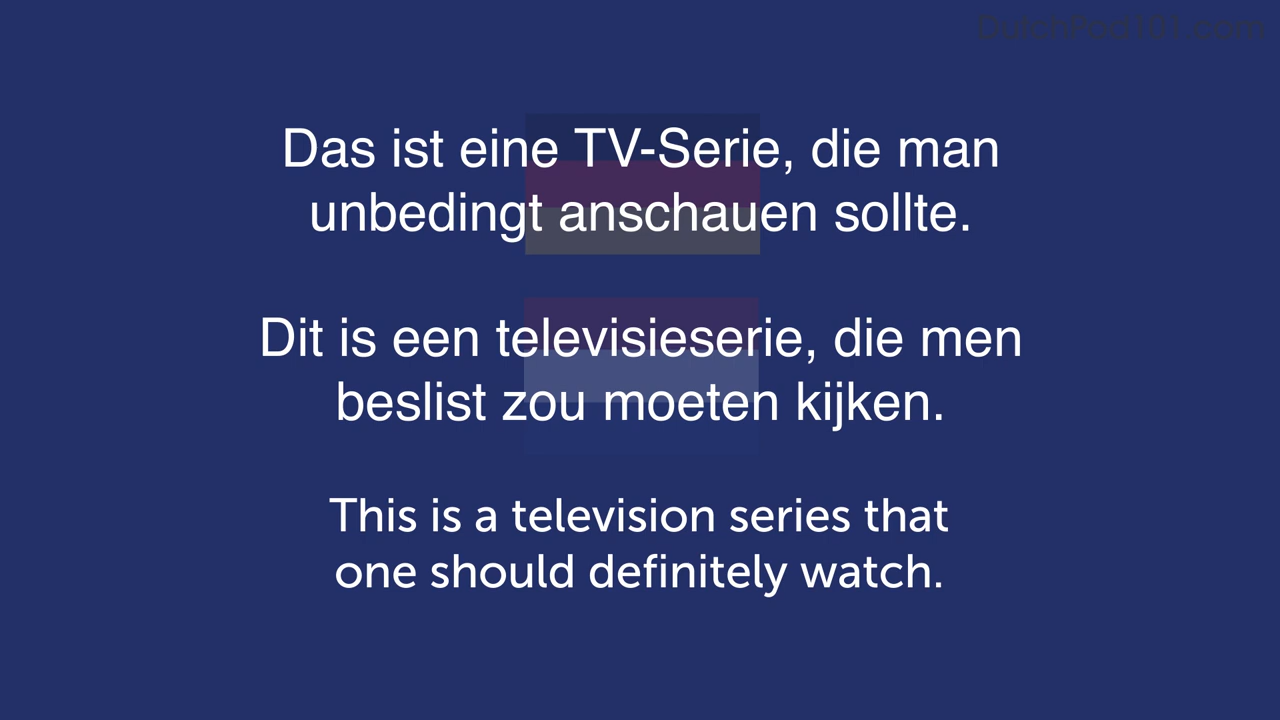 DutchPod101.com
Das ist eine TV-Serie, die man
unbedingt anschauen sollte.
Dit is een televisieserie, die men
beslist zou moeten kijken.
This is a television series that
one should definitely watch.